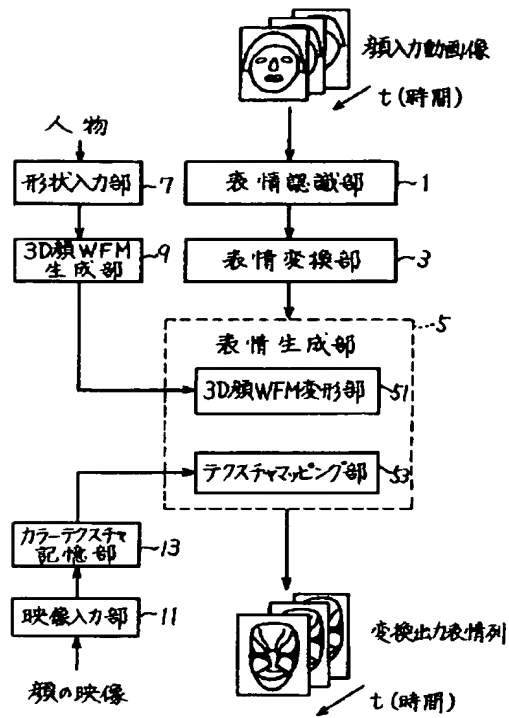 顔入力動画像
t(時間)
人物
形状入力部
7
表情認識部
1
3D顔WFM
生成部
9
表情変換部
3
5
表情生成部
3D顔WFM変形部
51
テクスチャマッピング部
53
カラーテクスチャ
記憶部
13
映像入力部
11
顔の映像
変換出力表情列
t(時間)